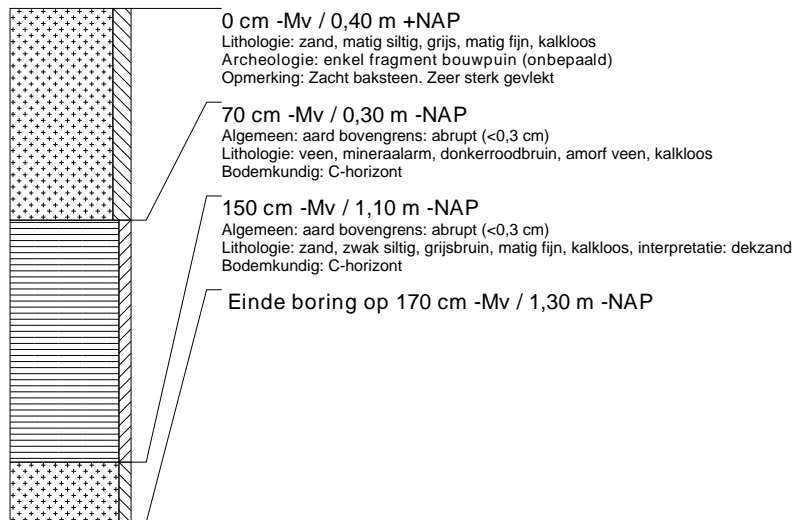 0 cm -Mv / 0,40 m +NAP
Lithologie: zand, matig siltig, grijs, matig fijn, kalkloos
Archeologie: enkel fragment bouwpuin (onbepaald)
Opmerking: Zacht baksteen. Zeer sterk gevlekt
70 cm -Mv / 0,30 m -NAP
Algemeen: aard bovengrens: abrupt (<0,3 cm)
Lithologie: veen, mineraalarm, donkerroodbruin, amorf veen, kalkloos
Bodemkundig: C-horizont
150 cm -Mv / 1,10 m -NAP
Algemeen: aard bovengrens: abrupt (<0,3 cm)
Lithologie: zand, zwak siltig, grijsbruin, matig fijn, kalkloos, interpretatie: dekzand
Bodemkundig: C-horizont
Einde boring op 170 cm -Mv / 1,30 m -NAP